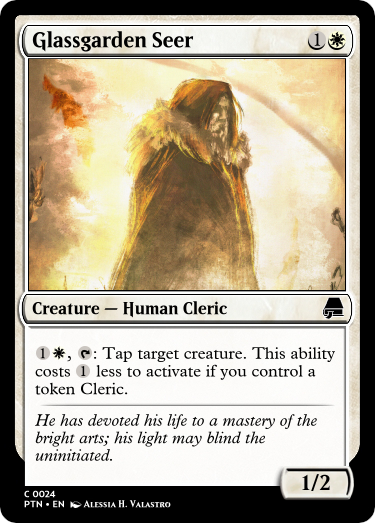 Glassgarden Seer 1
Creature — Human Cleric
1 , : Tap target creature. This ability
costs 1 less to activate if you control a
token Cleric.
He has devoted his life to a mastery of the
bright arts; his light may blind the
uninitiated.
1/2
C 0024
PTN • EN Alessia H. Valastro